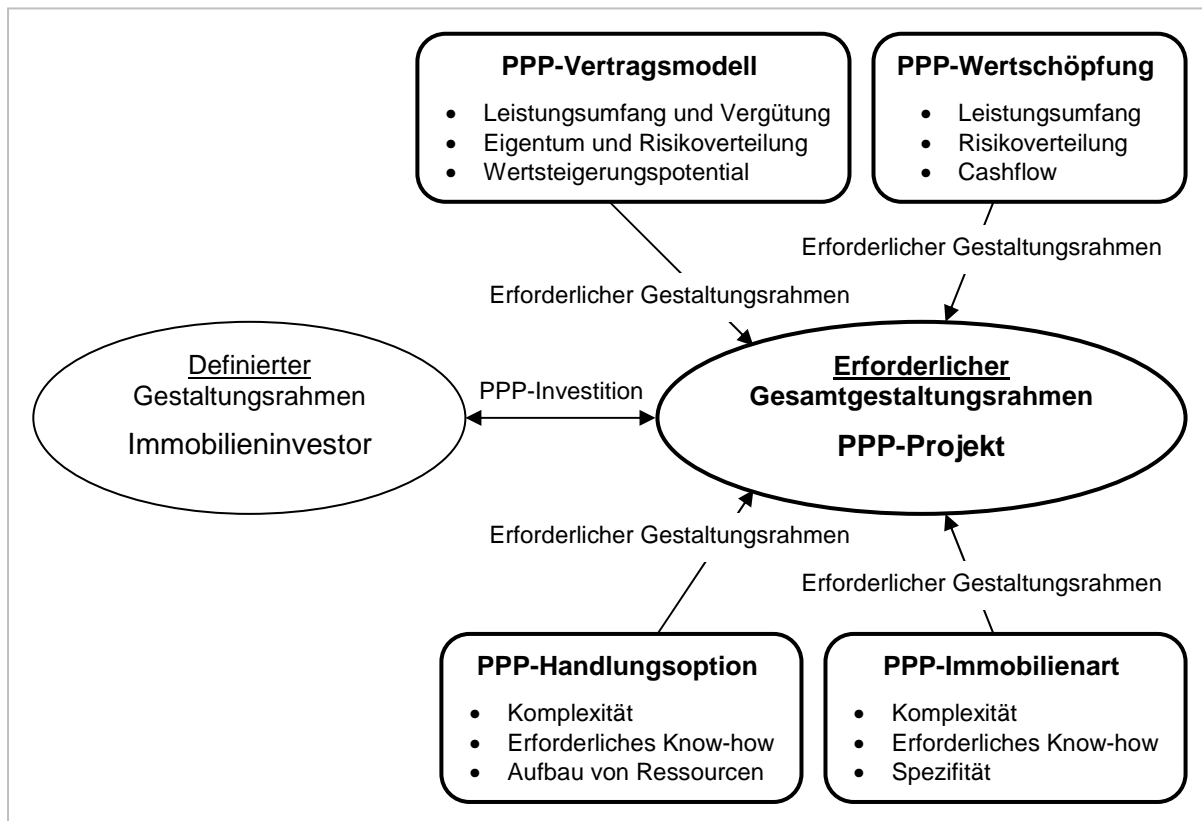 PPP-Vertragsmodell
• Leistungsumfang und Vergütung
• Eigentum und Risikoverteilung
• Wertsteigerungspotential
PPP-Wertschöpfung
• Leistungsumfang
• Risikoverteilung
• Cashflow
Erforderlicher Gestaltungsrahmen
Erforderlicher Gestaltungsrahmen
Definierter
Gestaltungsrahmen
Immobilieninvestor
PPP-Investition
Erforderlicher
Gesamtgestaltungsrahmen
PPP-Projekt
Erforderlicher Gestaltungsrahmen
Erforderlicher Gestaltungsrahmen
PPP-Handlungsoption
• Komplexität
• Erforderliches Know-how
• Aufbau von Ressourcen
PPP-Immobilienart
• Komplexität
• Erforderliches Know-how
• Spezifität